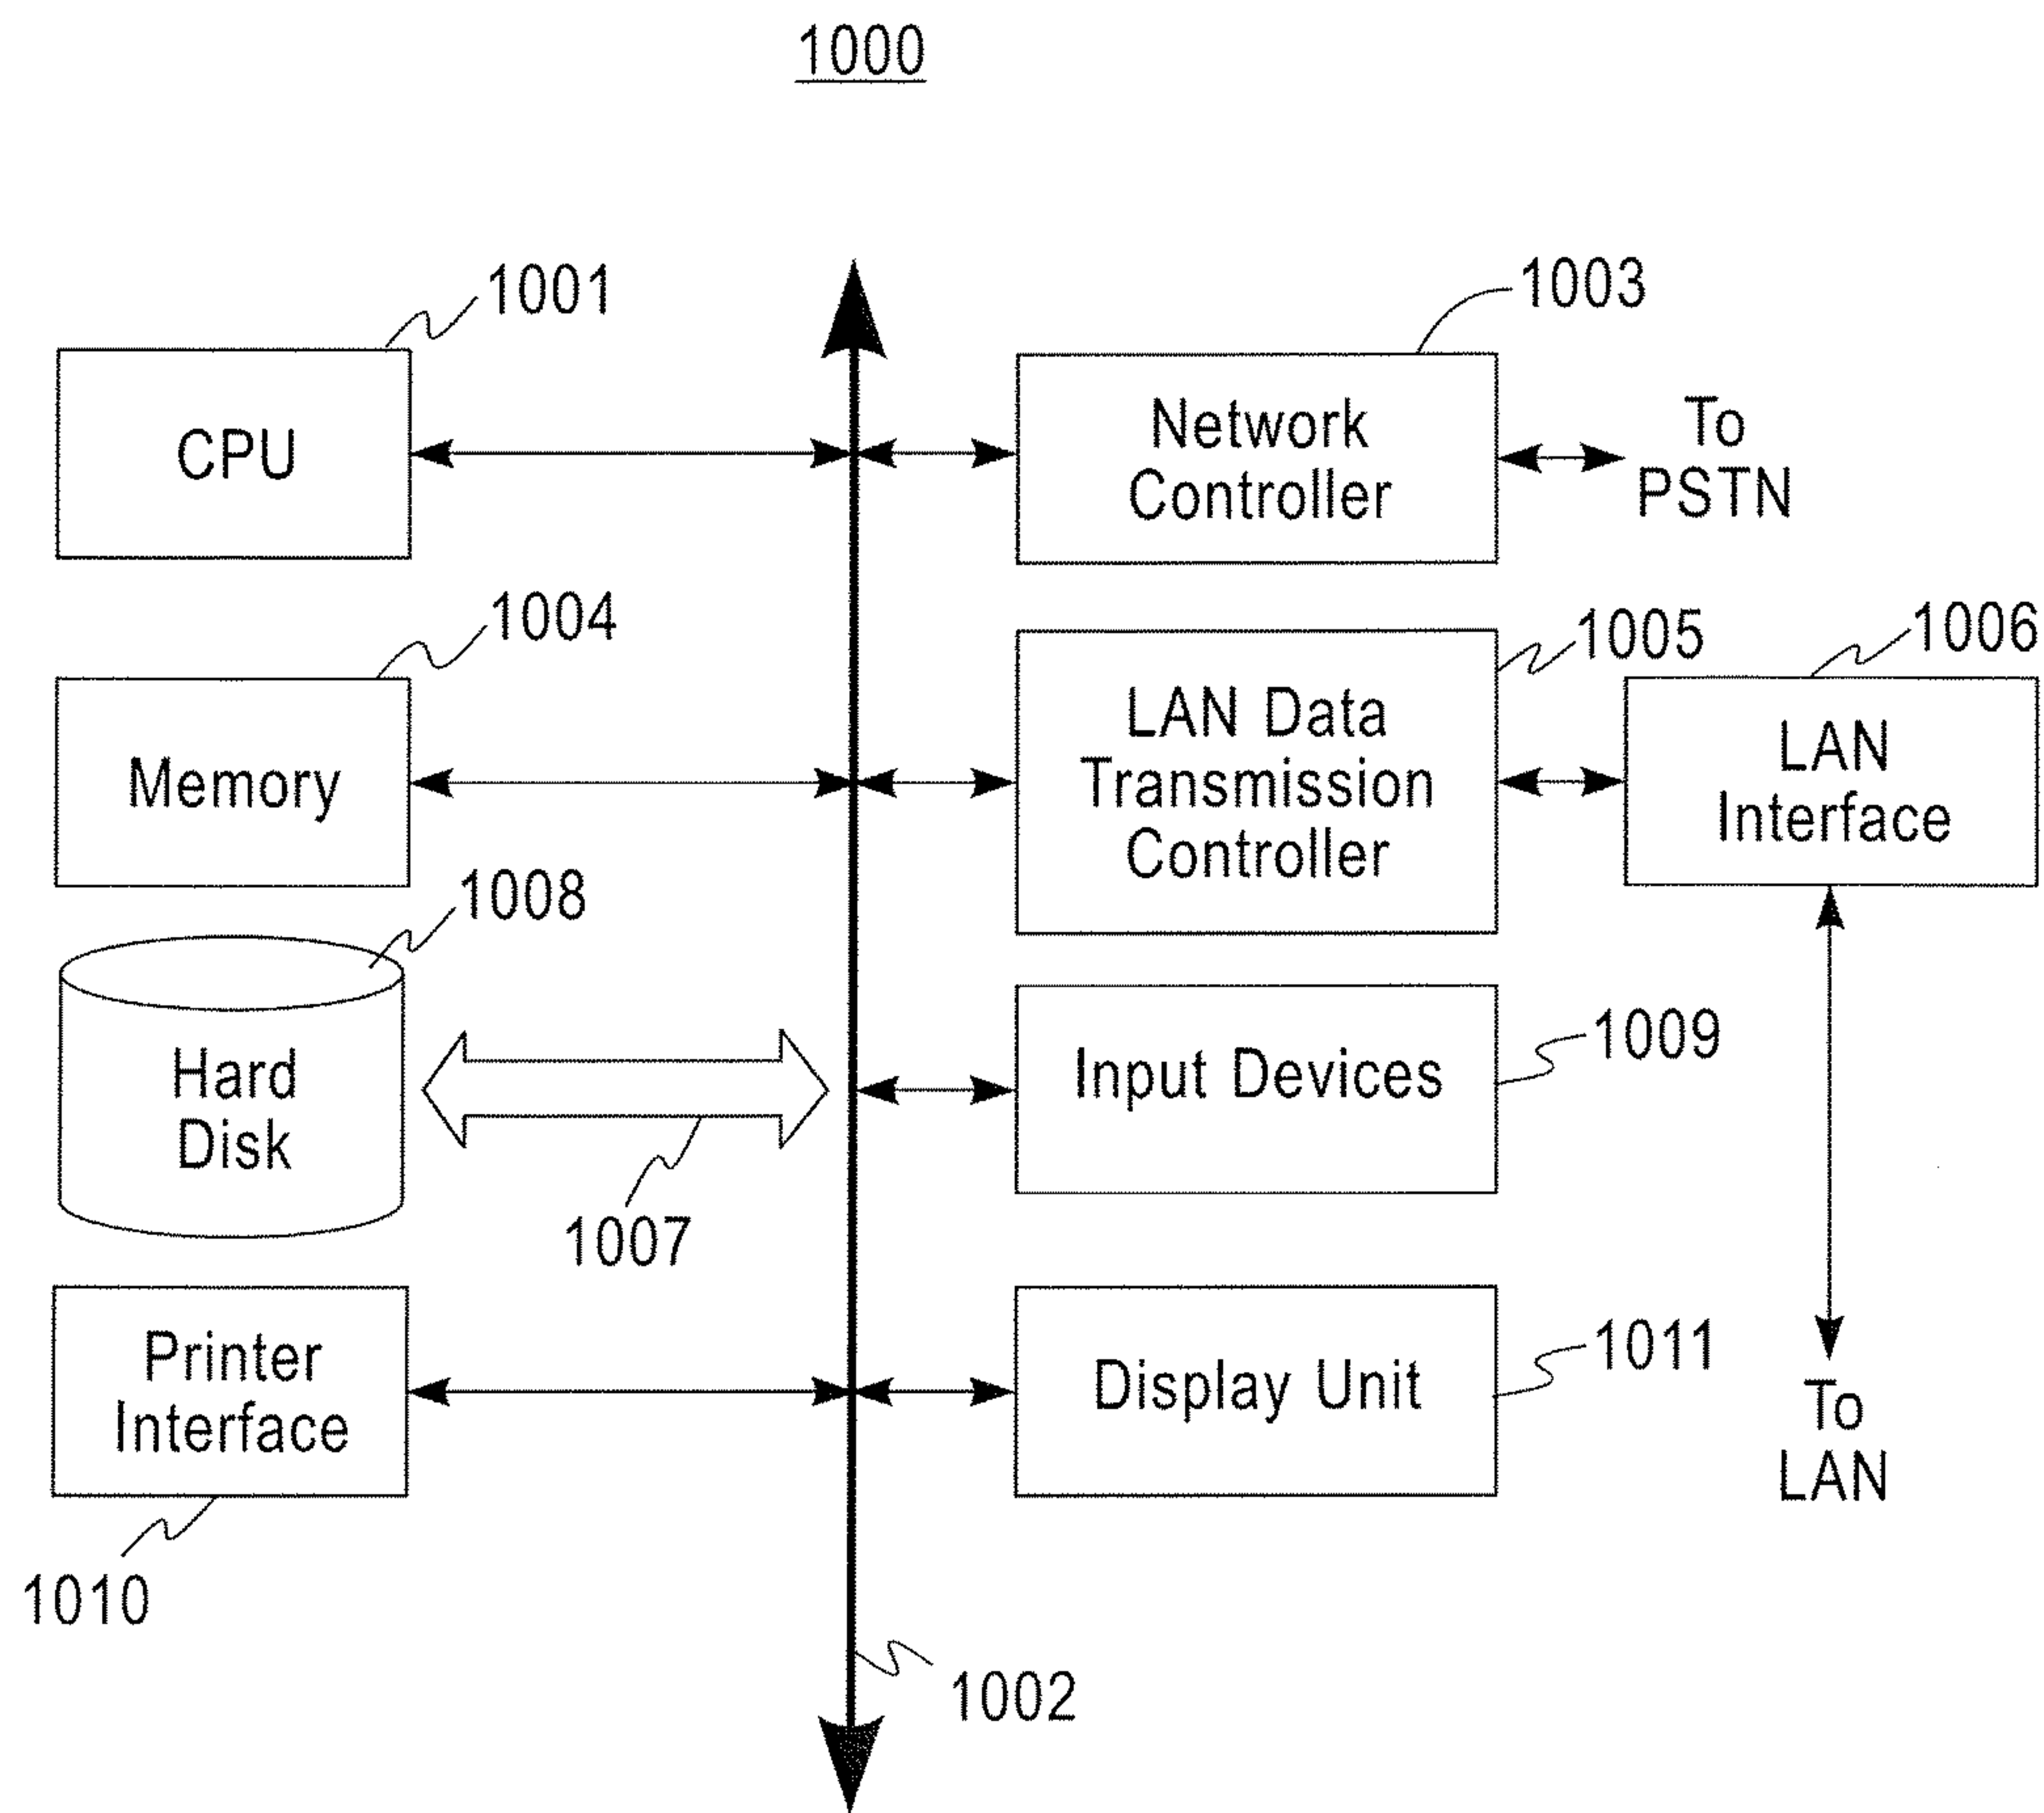 1000
1001
CPU
1003
Network
Controller
To
PSTN
1004
Memory
1005
LAN Data
Transmission
Controller
1006
LAN
Interface
1008
Hard
Disk
1007
1009
Input Devices
Printer
Interface
1010
1011
Display Unit
To
LAN
1002